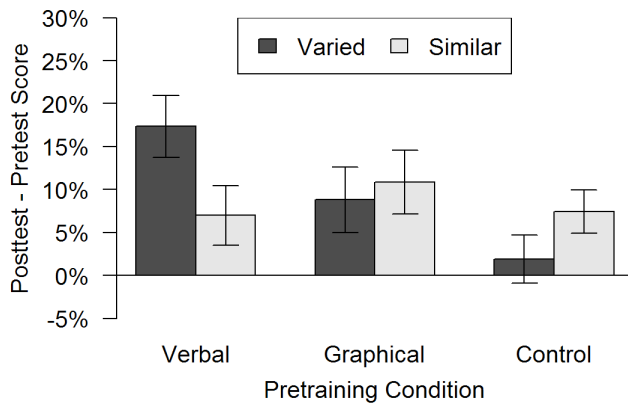 30%
25%
20%
15%
10%
5%
0%
-5%
Posttest - Pretest Score
Varied Similar
Verbal Graphical Control
Pretraining Condition